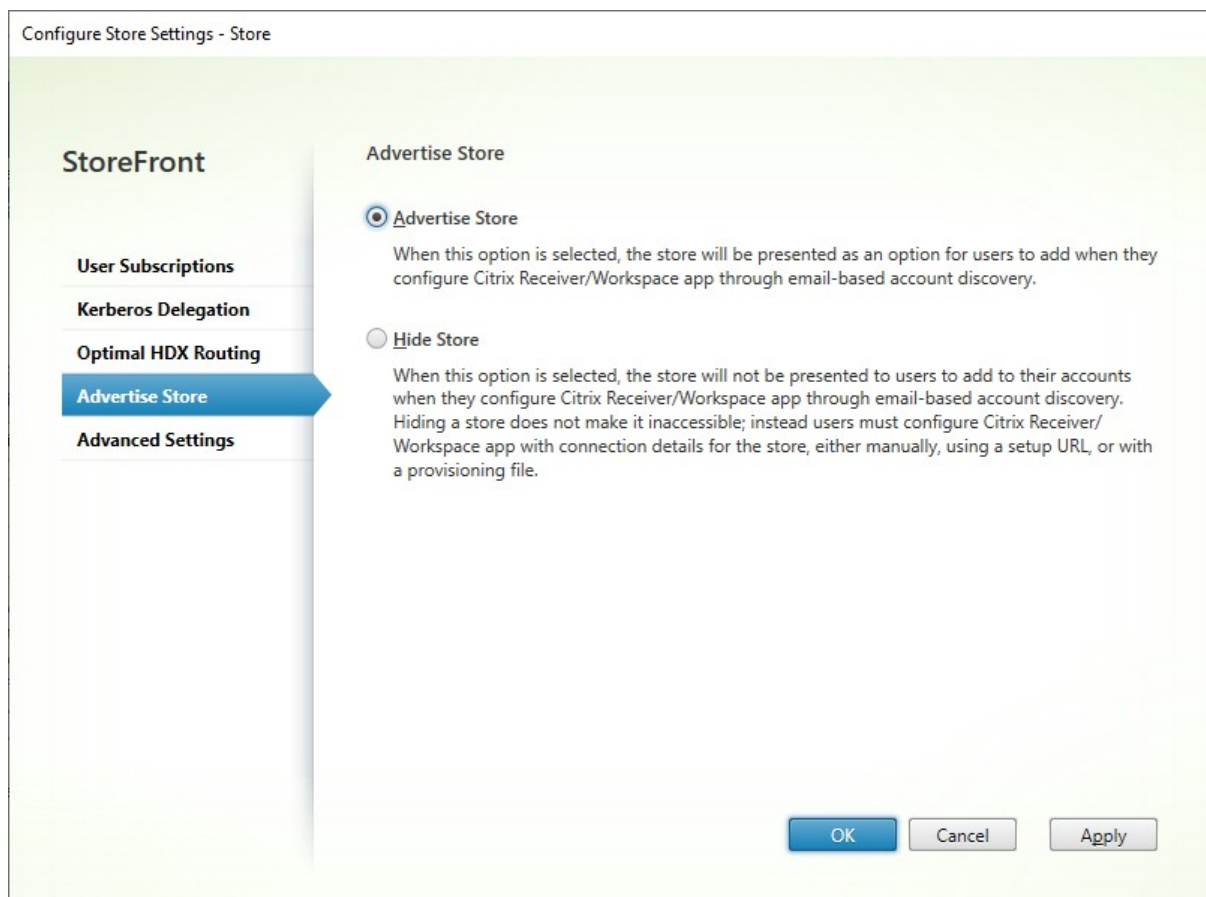 Configure Store Settings - Store
StoreFront
User Subscriptions
Kerberos Delegation
Optimal HDX Routing
Advertise Store
Advanced Settings
Advertise Store
Advertise Store
When this option is selected, the store will be presented as an option for users to add when they
configure Citrix Receiver/Workspace app through email-based account discovery.
Hide Store
When this option is selected, the store will not be presented to users to add to their accounts
when they configure Citrix Receiver/Workspace app through email-based account discovery.
Hiding a store does not make it inaccessible; instead users must configure Citrix Receiver/
Workspace app with connection details for the store, either manually, using a setup URL, or with
a provisioning file.
OK
Cancel
Apply